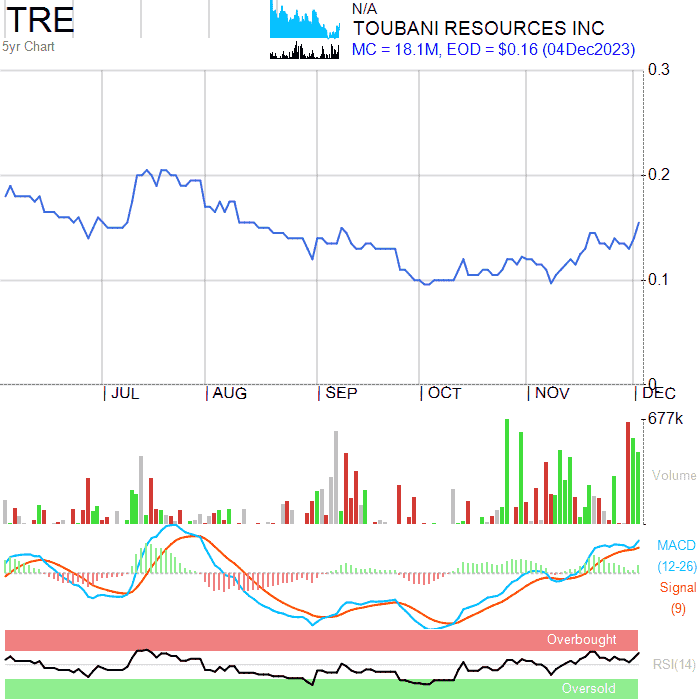 TRE
5yr Chart
N/A
TOUBANI RESOURCES INC
MC = 18.1M, EOD = $0.16 (04Dec2023)
0.3
0.2
0.1
0
JUL
AUG
SEP
OCT
NOV
DEC
677k
Volume
MACD
(12-26)
Signal
(9)
Overbought
RSI(14)
Oversold